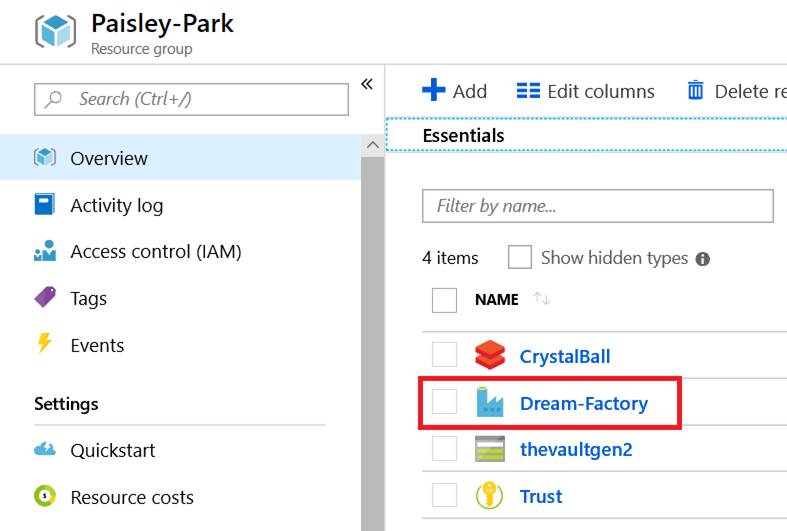 Paisley-Park
Resource group
Search (Ctrl+/)
Overview
Activity log
Access control (IAM)
Tags
Events
Settings
Quickstart
Resource costs
Add
Edit columns
Delete re
Essentials
Filter by name...
4 items
Show hidden types
NAME
CrystalBall
Dream-Factory
thevaultgen2
Trust